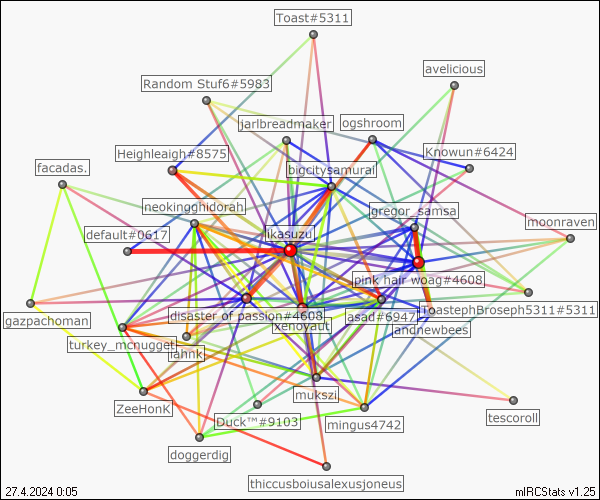 Toast#5311
avelicious
Random Stuf6#5983
jarlbreadmaker
ogshroom
Heighleaigh#8575
Knowun#6424
facadas.
bigcitysamurai
neokingghidorah
gregor_samsa
moonraven
default#0617
likasuzu
pink hair woag#4608
gazpachoman
disaster of passion#4608
asad#6947
ToastephBroseph5311#5311
xenoyaut
andnewbees
turkey_mcnugget
jahnk
mukszi
ZeeHonK
Duck™#9103
mingus4742
tescoroll
doggerdig
thiccusboiusalexusjoneus
27.4.2024 0:05
mIRCStats v1.25